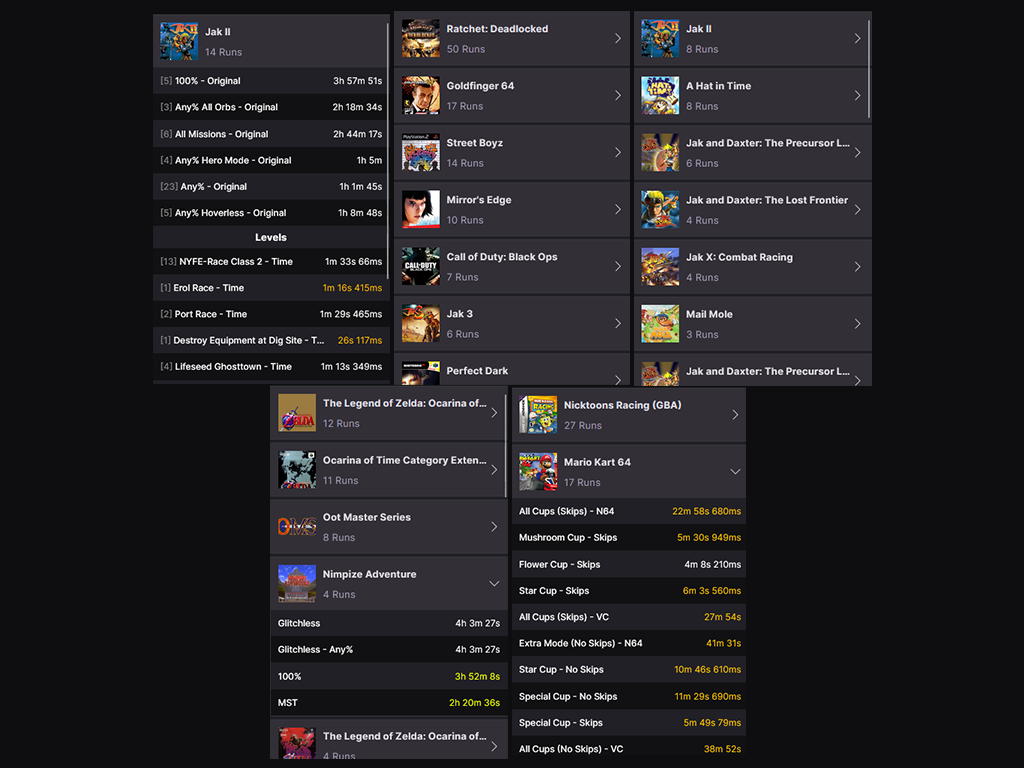 Jak II
14 Runs
[5] 100% - Original 3h 57m 51s
[3] Any% All Orbs - Original 2h 18m 34s
[6] All Missions - Original 2h 44m 17s
[4] Any% Hero Mode - Original 1h 5m
[23] Any% - Original 1h 1m 45s
[5] Any% Hoverless - Original 1h 8m 48s
Levels
[13] NYFE-Race Class 2 - Time 1m 33s 66ms
[1] Erol Race - Time 1m 16s 415ms
[2] Port Race - Time 1m 29s 465ms
[1] Destroy Equipment at Dig Site - T... 26s 117ms
[4] Lifeseed Ghosttown - Time 1m 13s 349ms
Ratchet: Deadlocked
50 Runs
Goldfinger 64
17 Runs
Street Boyz
14 Runs
Mirror's Edge
10 Runs
Call of Duty: Black Ops
7 Runs
Jak 3
6 Runs
Perfect Dark
Jak II
8 Runs
A Hat in Time
8 Runs
Jak and Daxter: The Precursor L...
6 Runs
Jak and Daxter: The Lost Frontier
4 Runs
Jak X: Combat Racing
4 Runs
Mail Mole
3 Runs
Jak and Daxter: The Precursor L...
The Legend of Zelda: Ocarina of...
12 Runs
Ocarina of Time Category Exten...
11 Runs
Oot Master Series
8 Runs
Nimpize Adventure
4 Runs
Glitchless 4h 3m 27s
Glitchless - Any% 4h 3m 27s
100% 3h 52m 8s
MST 2h 20m 36s
The Legend of Zelda: Ocarina of...
4 Runs
Nicktoons Racing (GBA)
27 Runs
Mario Kart 64
17 Runs
All Cups (Skips) - N64 22m 58s 680ms
Mushroom Cup - Skips 5m 30s 949ms
Flower Cup - Skips 4m 8s 210ms
Star Cup - Skips 6m 3s 560ms
All Cups (Skips) - VC 27m 54s
Extra Mode (No Skips) - N64 41m 31s
Star Cup - No Skips 10m 46s 610ms
Special Cup - No Skips 11m 29s 690ms
Special Cup - Skips 5m 49s 79ms
All Cups (No Skips) - VC 38m 52s